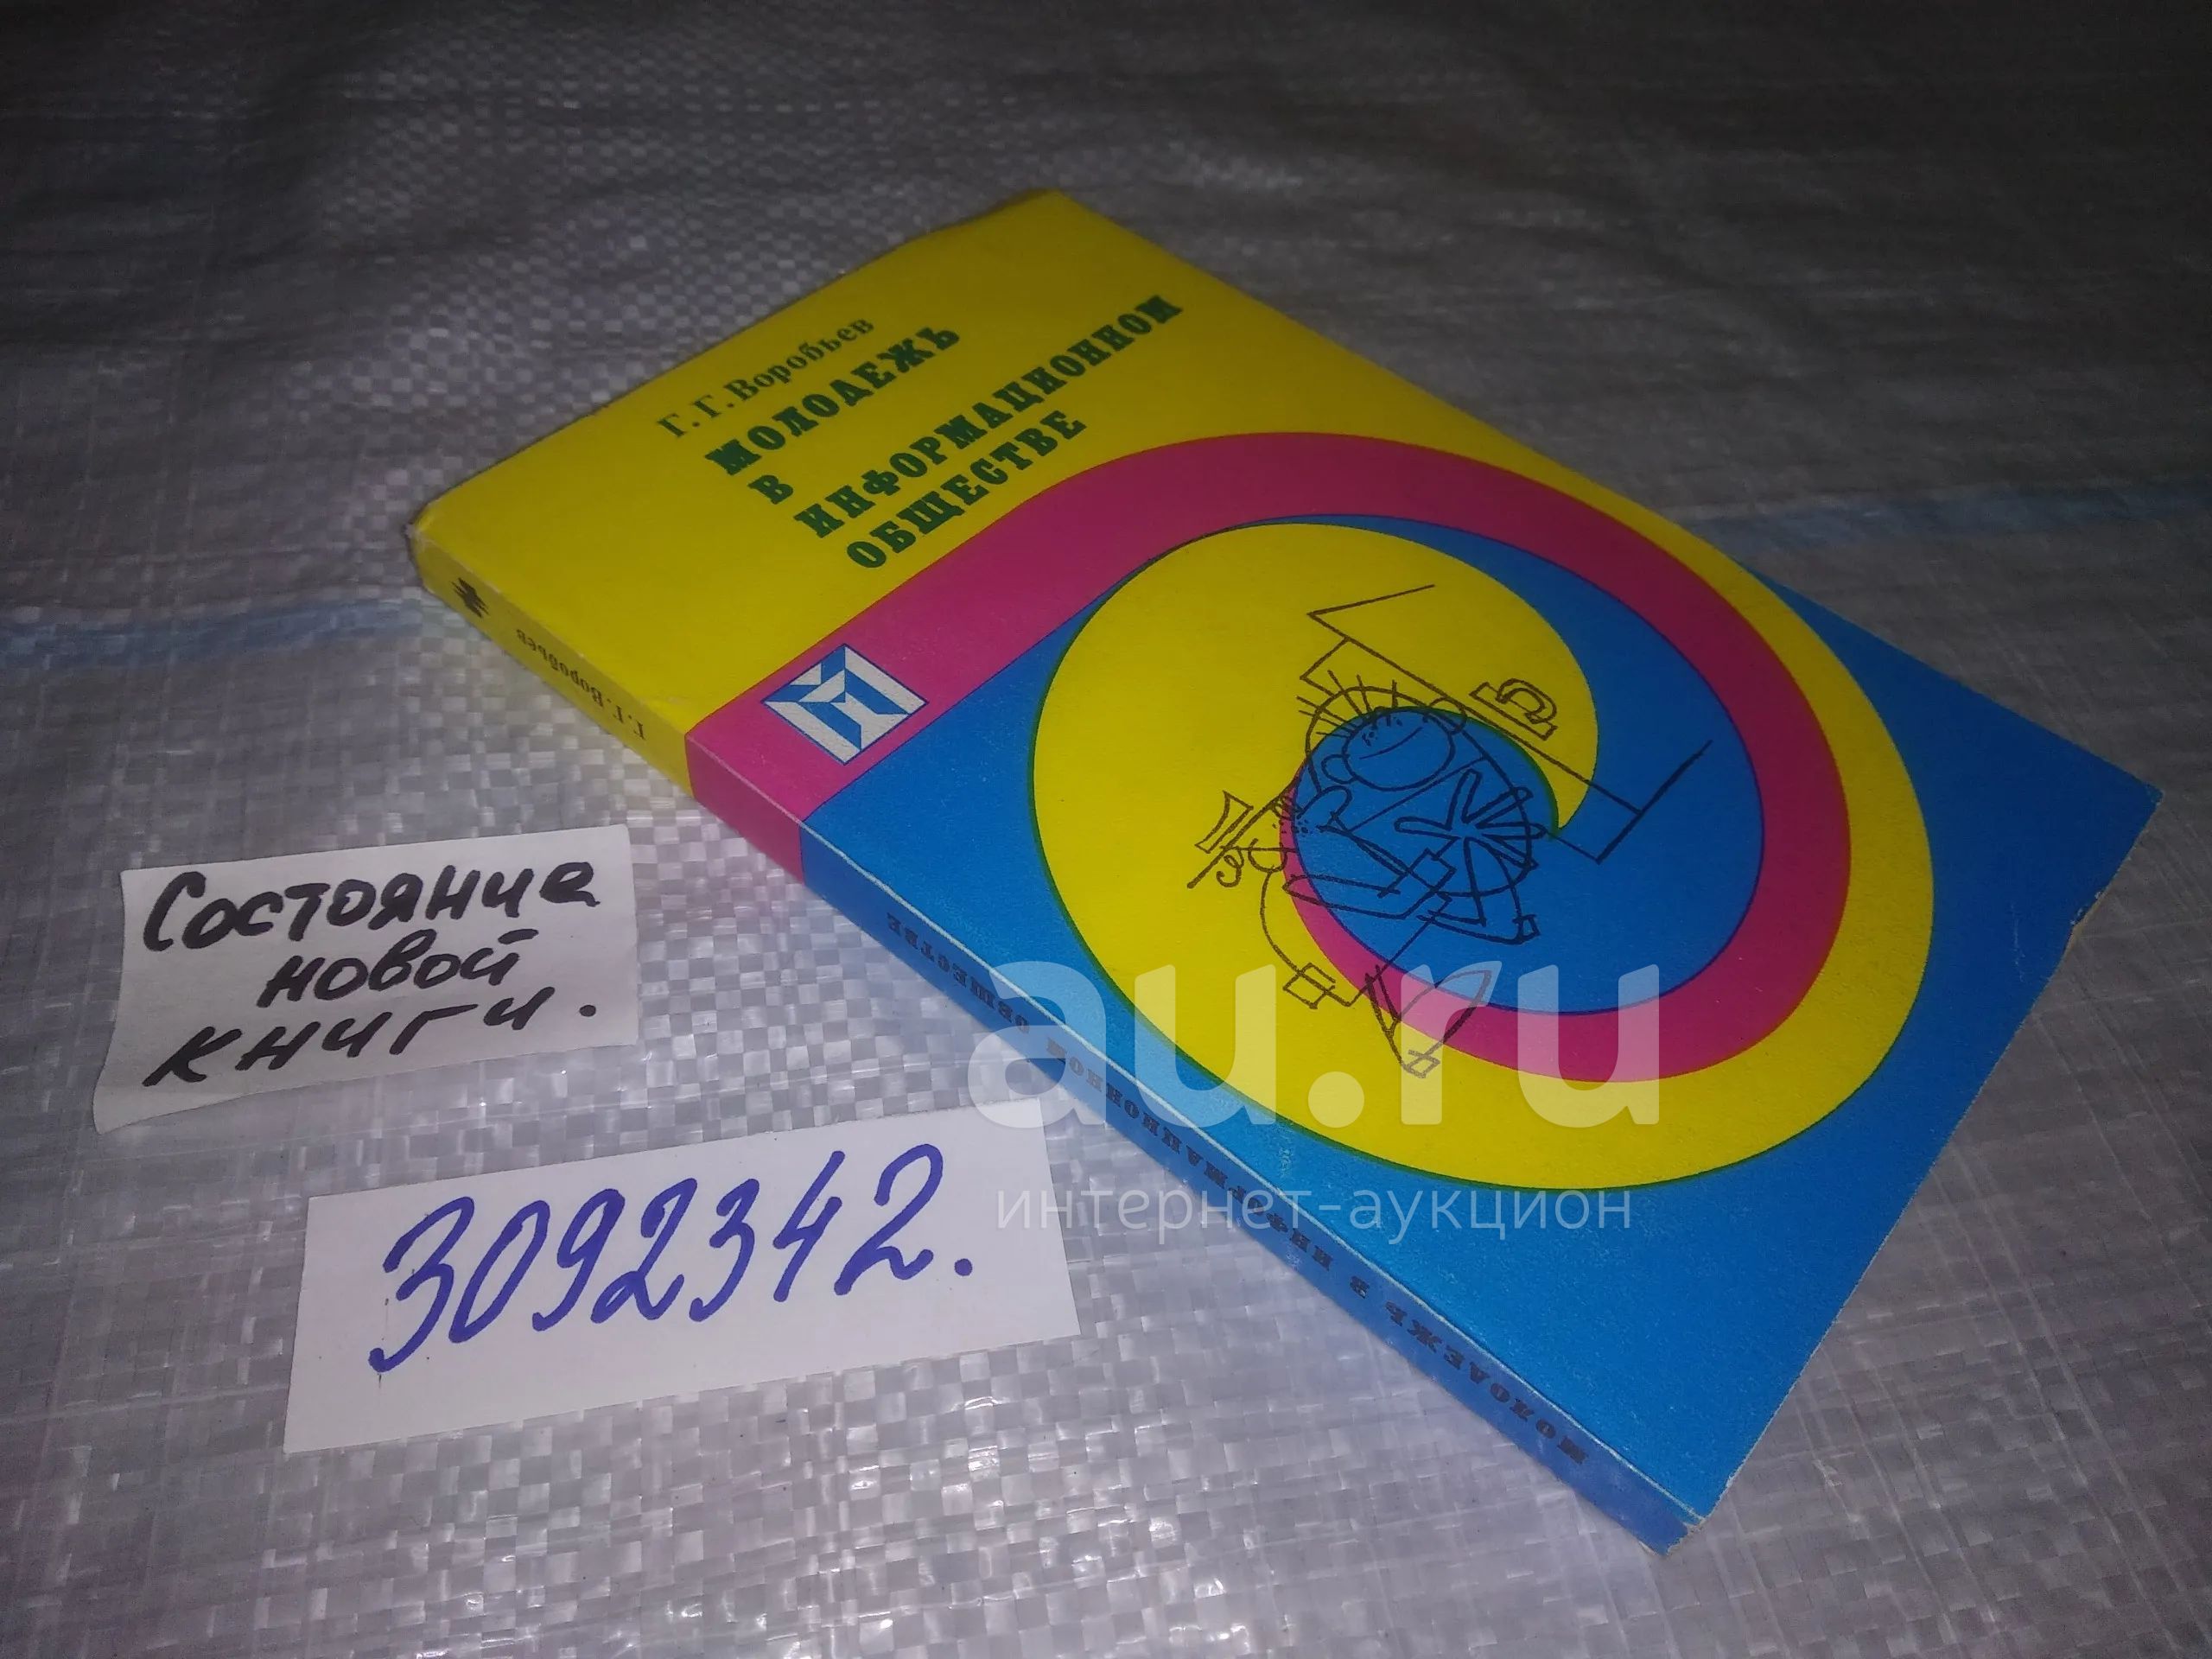 Г. Г. Воробьев
МОЛОДЕЖЬ
В
ИНФОРМАЦИОННОМ
ОБЩЕСТВЕ
Г. Г. Воробьев
МОЛОДЕЖЬ В ИНФОРМАЦИОННОМ ОБЩЕСТВЕ
Состояние
новой
книги.
3092342.
au.ru
интернет-аукцион